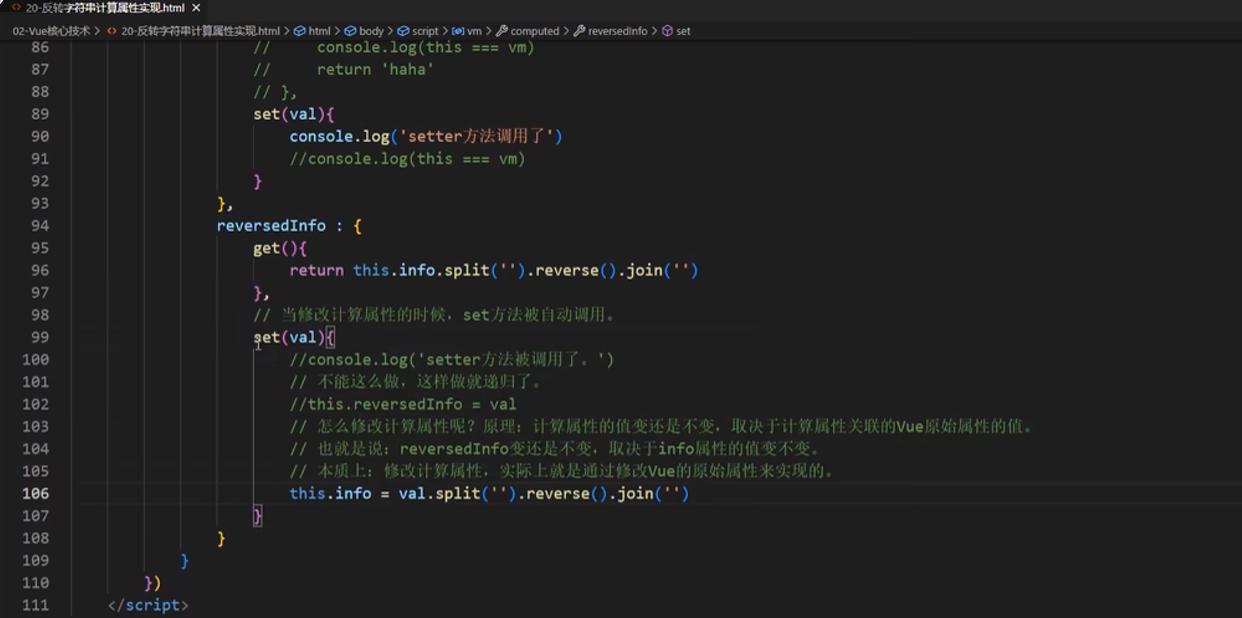 20-反转字符串计算属性实现.html ×
02-Vue核心技术 > 20-反转字符串计算属性实现.html > html > body > script > vm > computed > reversedInfo > set
86 //     console.log(this === vm)
87 //     return 'haha'
88 // },
89 set(val){
90 console.log('setter方法调用了')
91 //console.log(this === vm)
92 }
93 },
94 reversedInfo : {
95 get(){
96 return this.info.split('').reverse().join('')
97 },
98 // 当修改计算属性的时候，set方法被自动调用。
99 set(val){
100 //console.log('setter方法被调用了。')
101 // 不能这么做，这样做就递归了。
102 //this.reversedInfo = val
103 // 怎么修改计算属性呢？原理：计算属性的值变还是不变，取决于计算属性关联的Vue原始属性的值。
104 // 也就是说：reversedInfo变还是不变，取决于info属性的值变不变。
105 // 本质上：修改计算属性，实际上就是通过修改Vue的原始属性来实现的。
106 this.info = val.split('').reverse().join('')
107 }
108 }
109 }
110 })
111 </script>